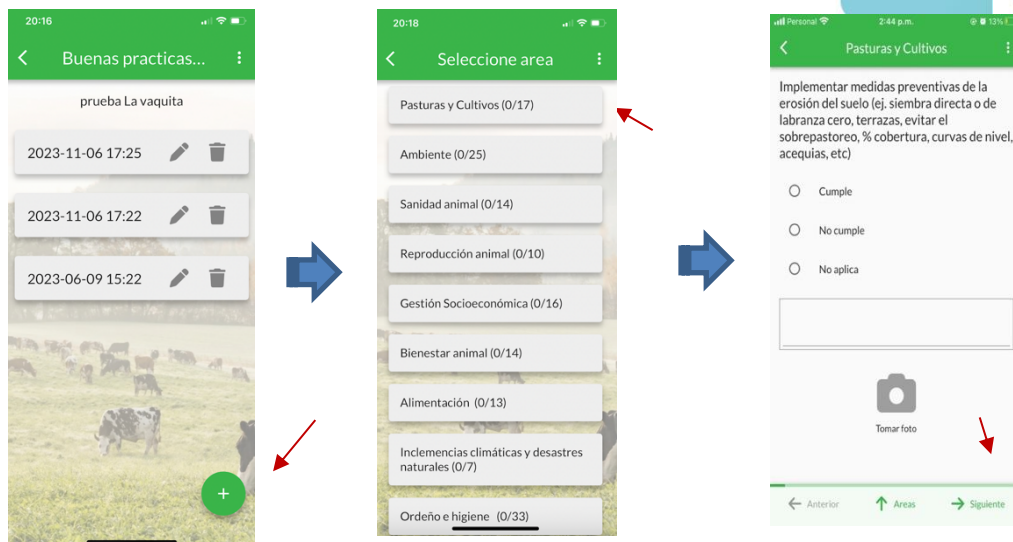 20:16
Buenas practicas...
prueba La vaquita
2023-11-06 17:25
2023-11-06 17:22
2023-06-09 15:22
+
20:18
Seleccione area
Pasturas y Cultivos (0/17)
Ambiente (0/25)
Sanidad animal (0/14)
Reproducción animal (0/10)
Gestión Socioeconómica (0/16)
Bienestar animal (0/14)
Alimentación (0/13)
Inclemencias climáticas y desastres
naturales (0/7)
Ordeño e higiene (0/33)
Personal
2:44 p.m.
13%
Pasturas y Cultivos
Implementar medidas preventivas de la
erosión del suelo (ej. siembra directa o de
labranza cero, terrazas, evitar el
sobrepastoreo, % cobertura, curvas de nivel,
acequias, etc)
Cumple
No cumple
No aplica
Tomar foto
Anterior
Areas
Siguiente